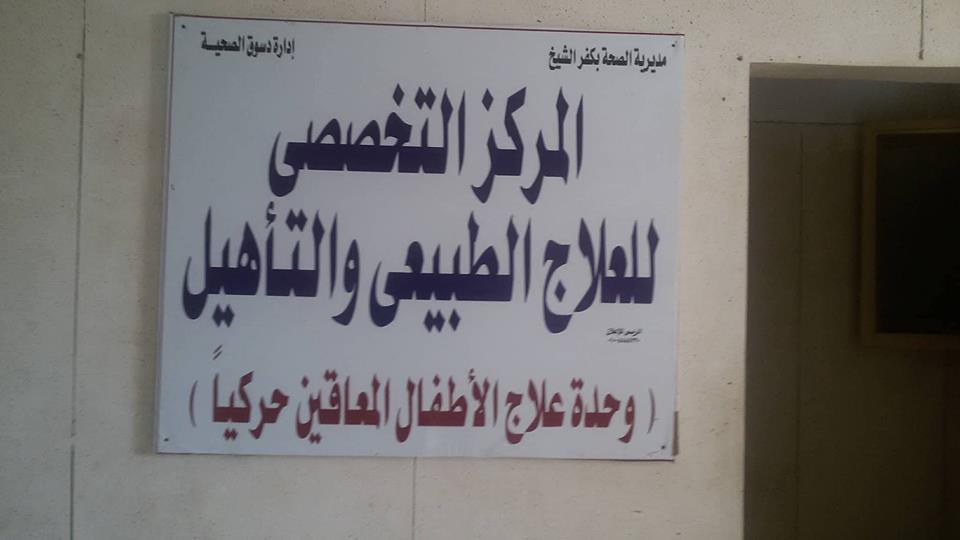 مديرية الصحة بكفر الشيخ
إدارة دسوق الصحية
المركز التخصصى
للعلاج الطبيعى والتأهيل
( وحدة علاج الأطفال المعاقين حركياً )